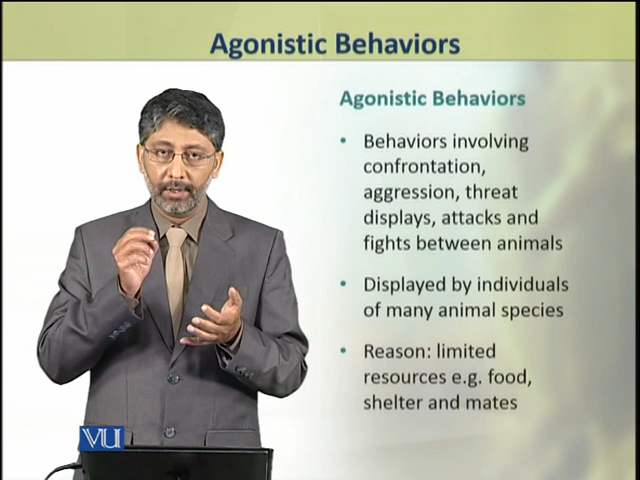 Agonistic Behaviors
Agonistic Behaviors
• Behaviors involving
confrontation,
aggression, threat
displays, attacks and
fights between animals
• Displayed by individuals
of many animal species
• Reason: limited
resources e.g. food,
shelter and mates
VU